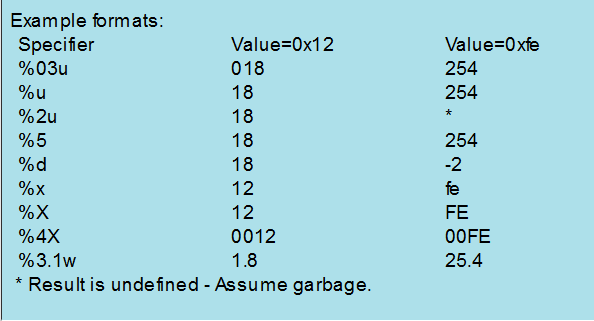 Example formats:
Specifier Value=0x12 Value=0xfe
%03u 018 254
%u 18 254
%2u 18 *
%5 18 254
%d 18 -2
%x 12 fe
%X 12 FE
%4X 0012 00FE
%3.1w 1.8 25.4
* Result is undefined - Assume garbage.